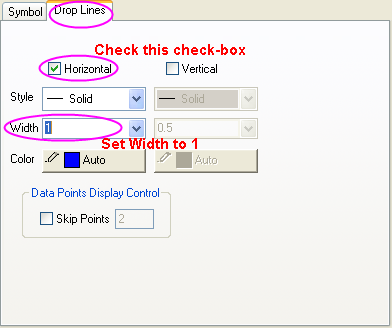 Symbol Drop Lines
Check this check-box
Horizontal Vertical
Style Solid Solid
Width 1 0.5
Set Width to 1
Color Auto Auto
Data Points Display Control
Skip Points 2